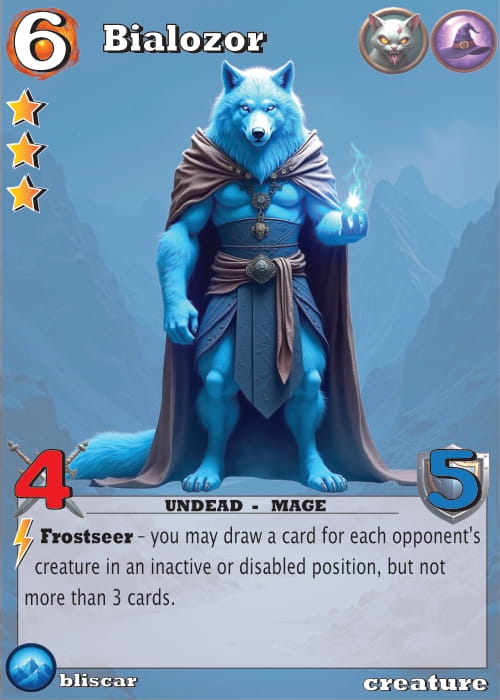 6 Bialozor
4
5
UNDEAD - MAGE
Frostseer – you may draw a card for each opponent's
creature in an inactive or disabled position, but not
more than 3 cards.
bliscar
creature